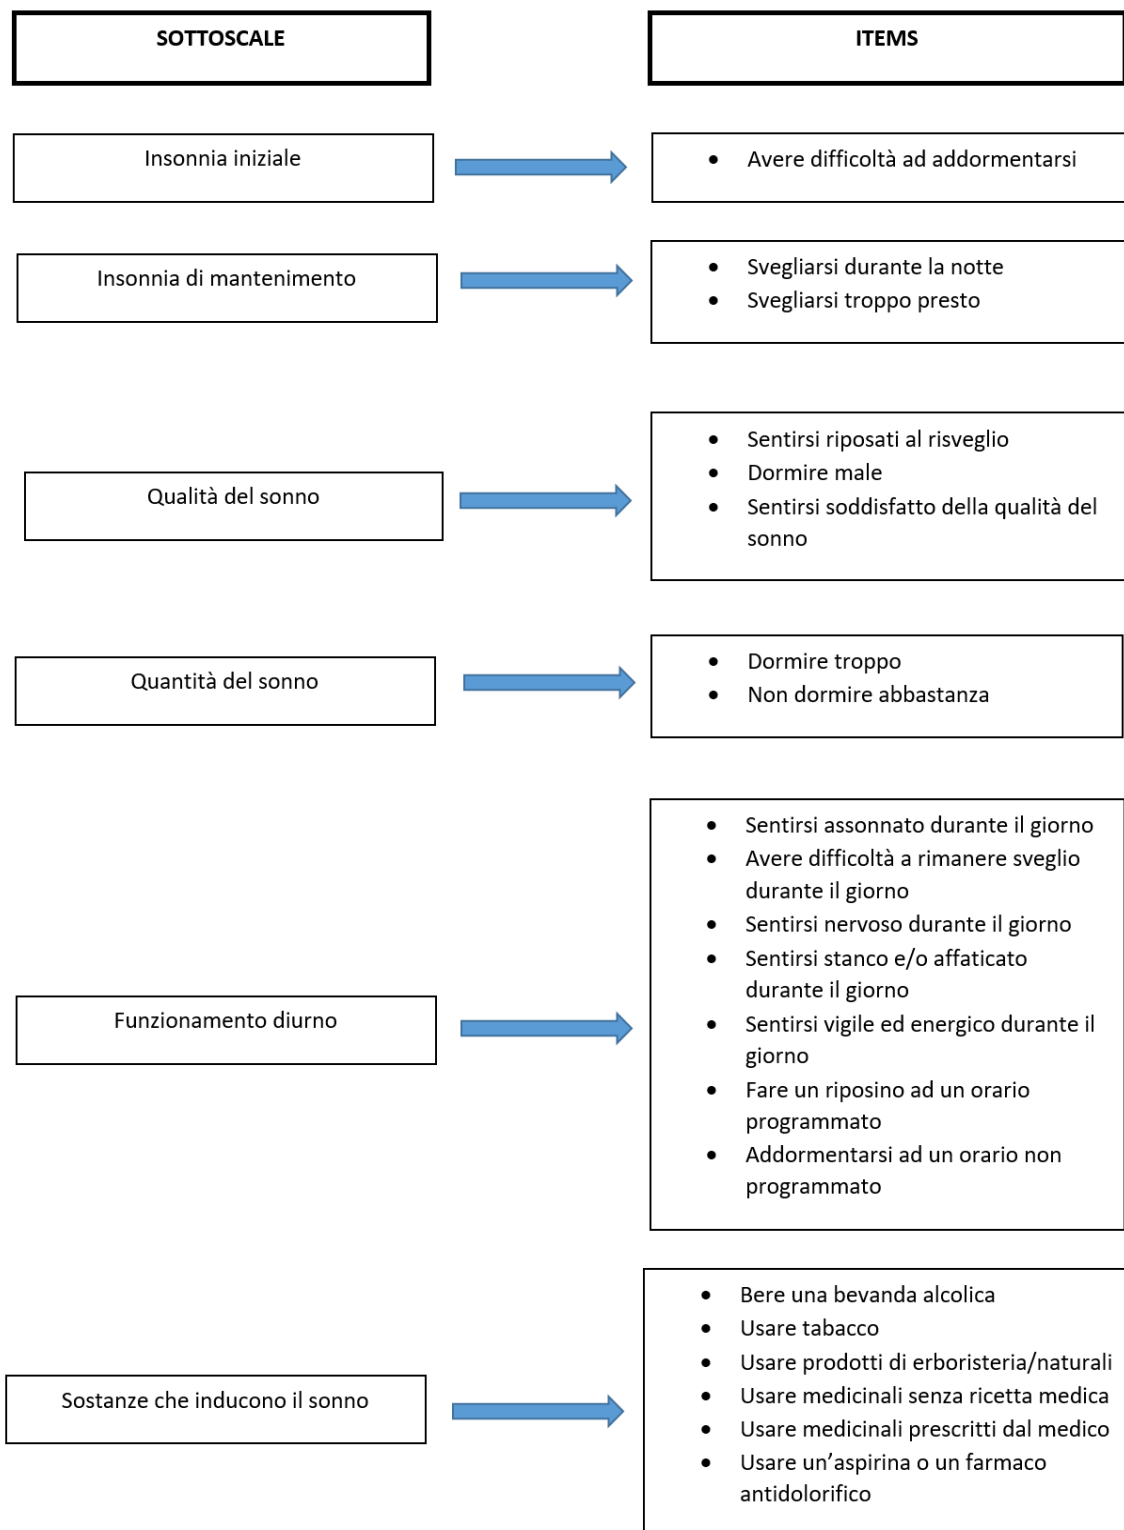 SOTTOSCALE
ITEMS
Insonnia iniziale
• Avere difficoltà ad addormentarsi
Insonnia di mantenimento
• Svegliarsi durante la notte
• Svegliarsi troppo presto
Qualità del sonno
• Sentirsi riposati al risveglio
• Dormire male
• Sentirsi soddisfatto della qualità del
sonno
Quantità del sonno
• Dormire troppo
• Non dormire abbastanza
Funzionamento diurno
• Sentirsi assonnato durante il giorno
• Avere difficoltà a rimanere sveglio
durante il giorno
• Sentirsi nervoso durante il giorno
• Sentirsi stanco e/o affaticato
durante il giorno
• Sentirsi vigile ed energico durante il
giorno
• Fare un riposino ad un orario
programmato
• Addormentarsi ad un orario non
programmato
Sostanze che inducono il sonno
• Bere una bevanda alcolica
• Usare tabacco
• Usare prodotti di erboristeria/naturali
• Usare medicinali senza ricetta medica
• Usare medicinali prescritti dal medico
• Usare un’aspirina o un farmaco
antidolorifico